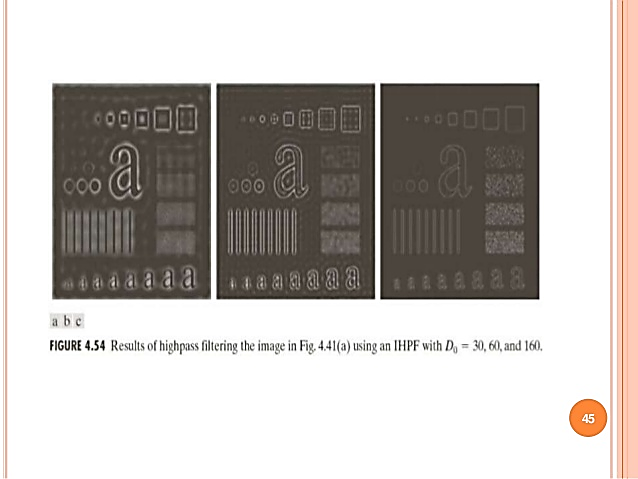 a
a
a
a a a a a a a a
a a a a a a a a
a a a a a a a a
a b c
FIGURE 4.54 Results of highpass filtering the image in Fig. 4.41(a) using an IHPF with D₀ = 30, 60, and 160.
45